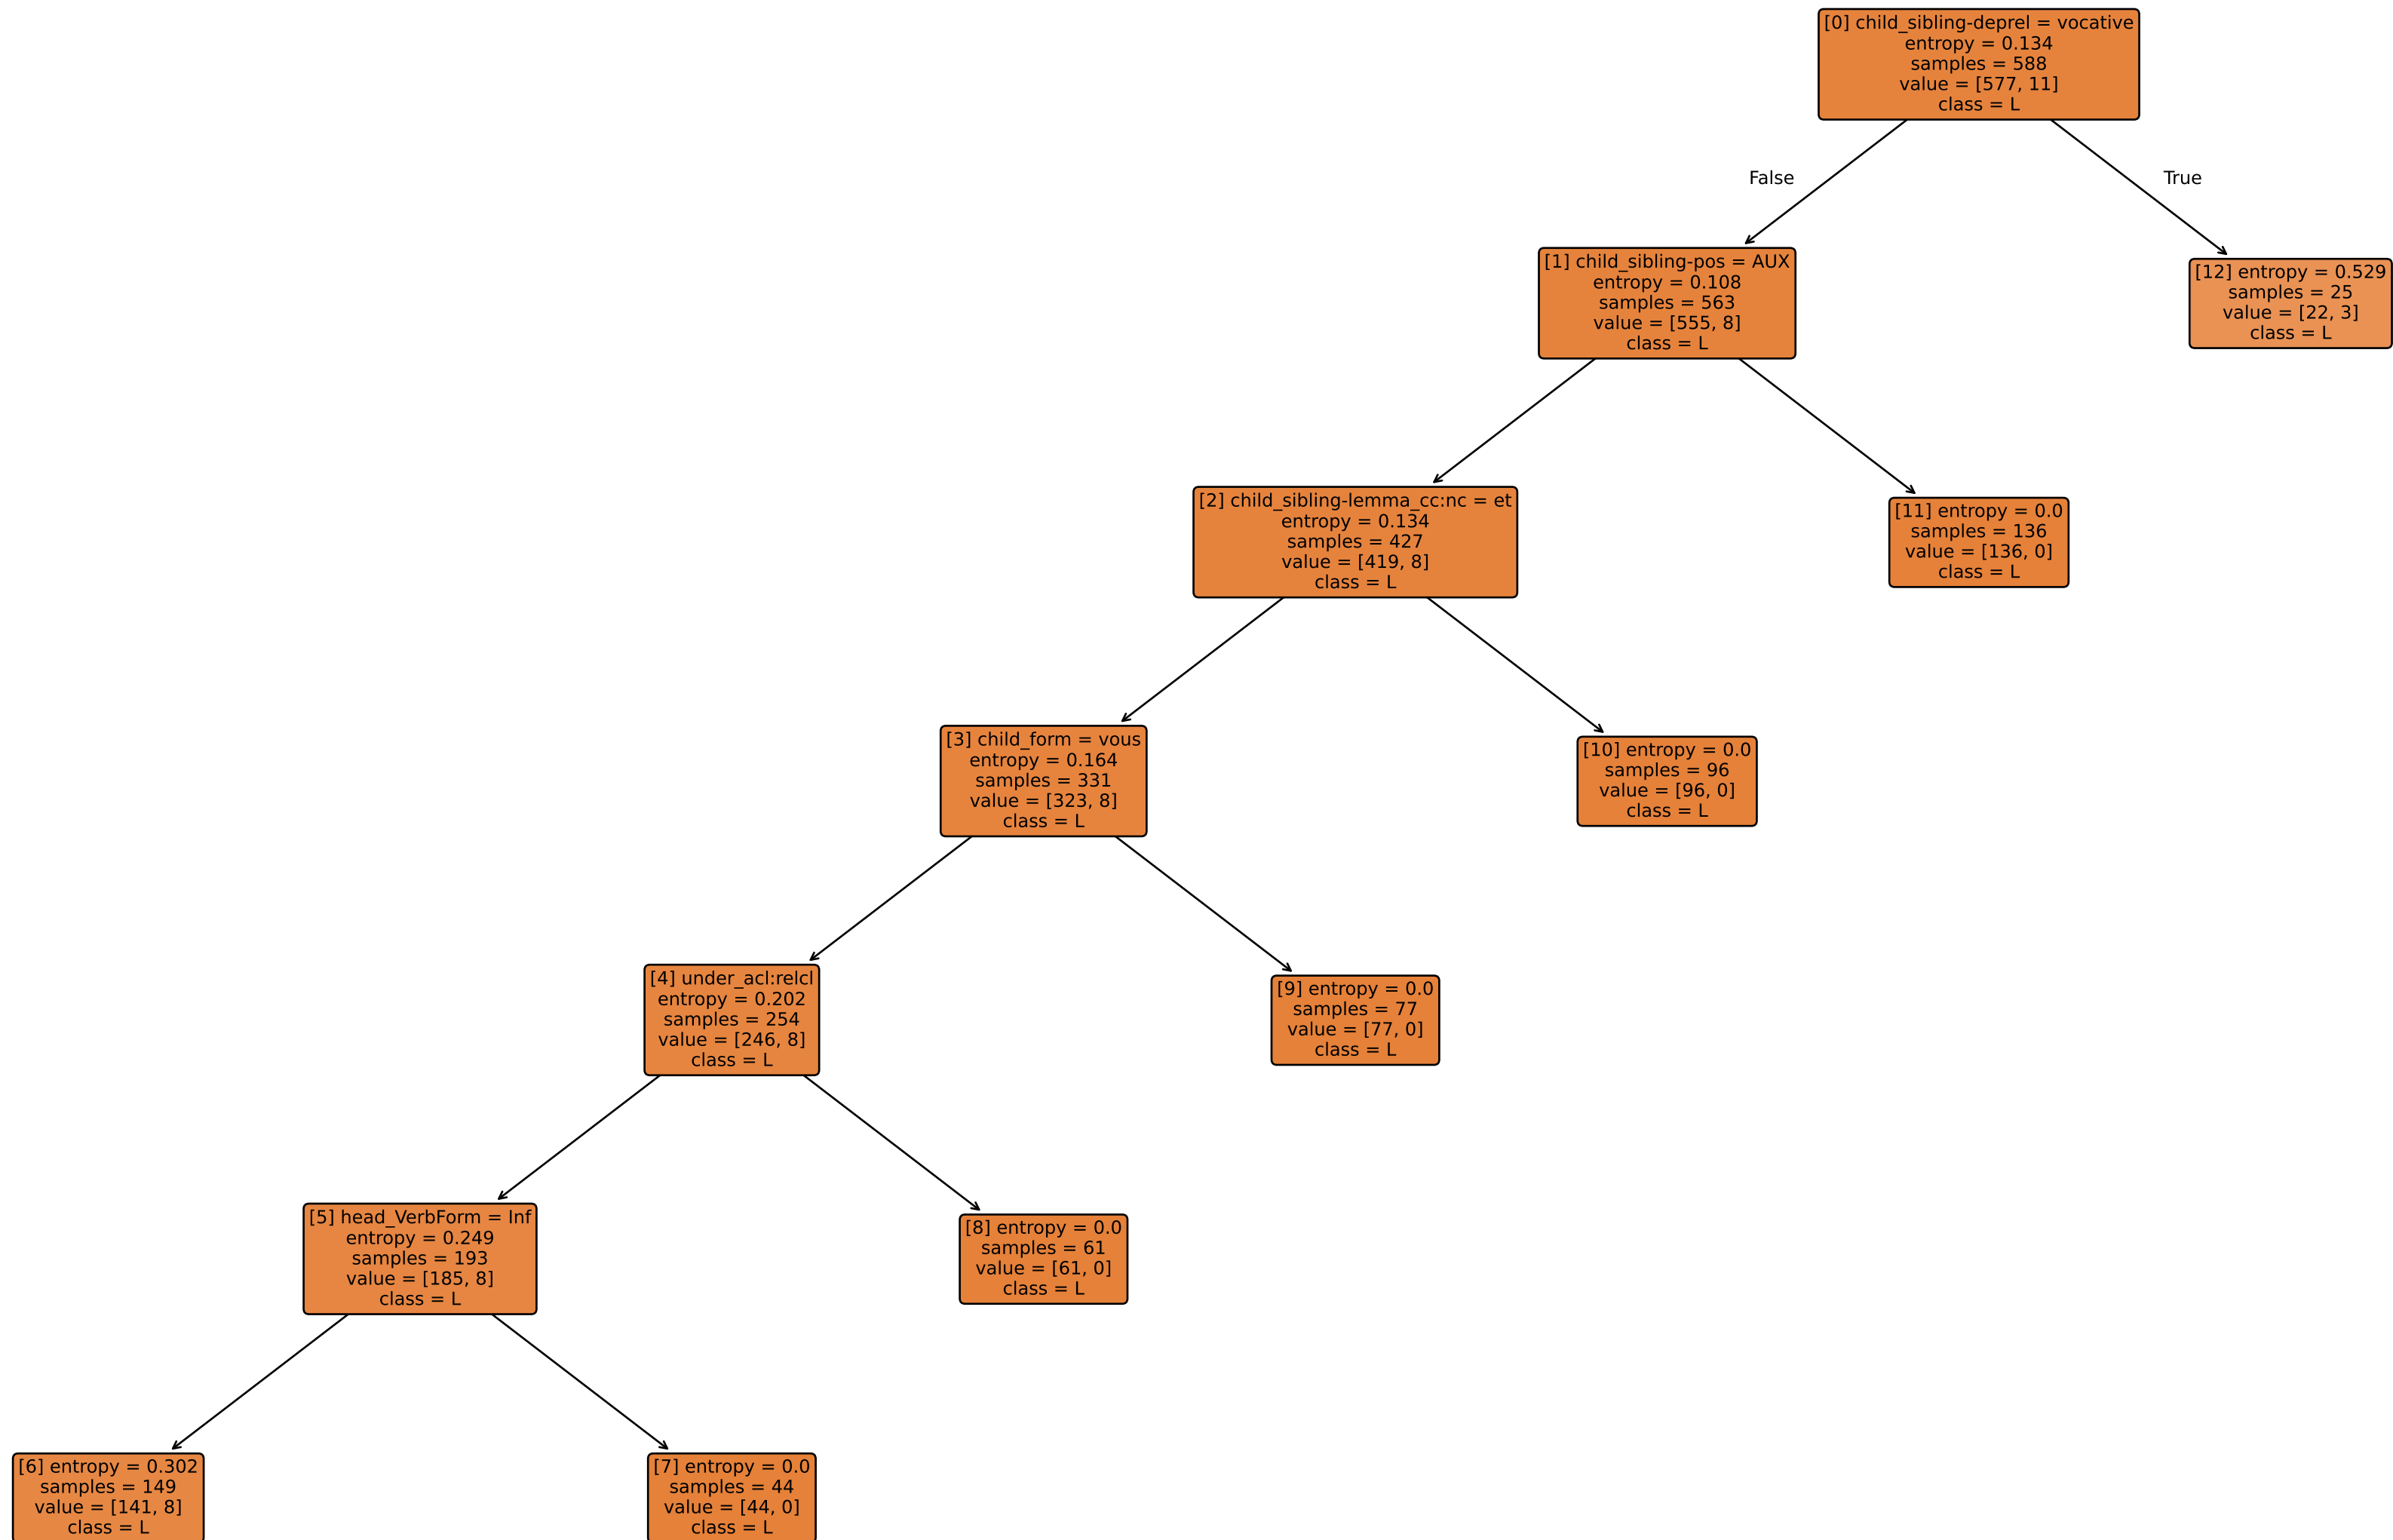 [0] child_sibling-deprel = vocative
entropy = 0.134
samples = 588
value = [577, 11]
class = L
False
True
[1] child_sibling-pos = AUX
entropy = 0.108
samples = 563
value = [555, 8]
class = L
[12] entropy = 0.529
samples = 25
value = [22, 3]
class = L
[2] child_sibling-lemma_cc:nc = et
entropy = 0.134
samples = 427
value = [419, 8]
class = L
[11] entropy = 0.0
samples = 136
value = [136, 0]
class = L
[3] child_form = vous
entropy = 0.164
samples = 331
value = [323, 8]
class = L
[10] entropy = 0.0
samples = 96
value = [96, 0]
class = L
[4] under_acl:relcl
entropy = 0.202
samples = 254
value = [246, 8]
class = L
[9] entropy = 0.0
samples = 77
value = [77, 0]
class = L
[5] head_VerbForm = Inf
entropy = 0.249
samples = 193
value = [185, 8]
class = L
[8] entropy = 0.0
samples = 61
value = [61, 0]
class = L
[6] entropy = 0.302
samples = 149
value = [141, 8]
class = L
[7] entropy = 0.0
samples = 44
value = [44, 0]
class = L